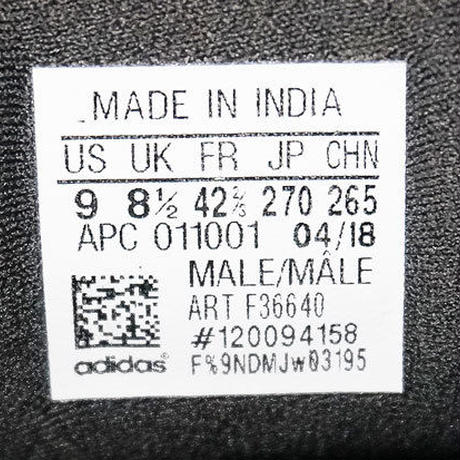 MADE IN INDIA
US UK FR JP CHN
9 8½ 42⅔ 270 265
APC 011001 04/18
MALE/MÂLE
ART F36640
#120094158
adidas® F%9NDMJw03195